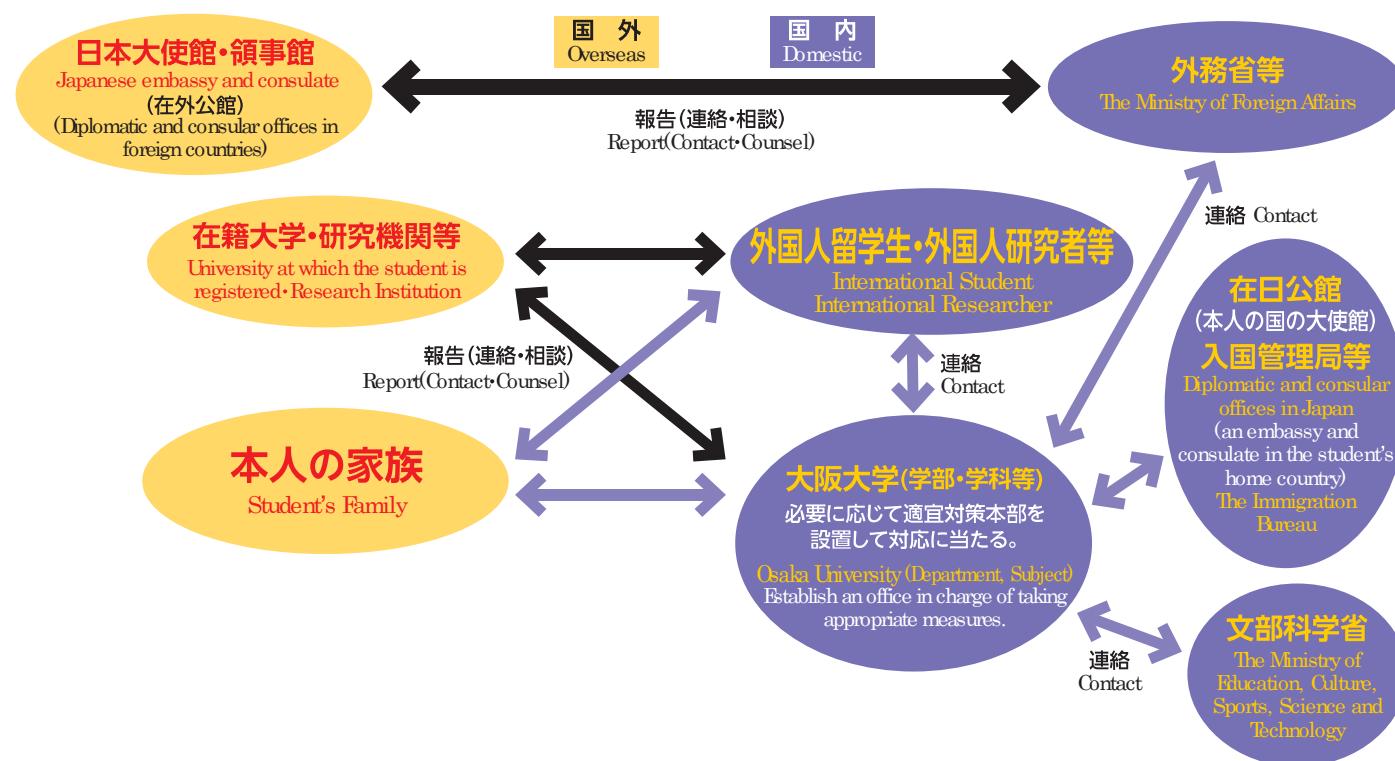 国 外
Overseas
国 内
Domestic
日本大使館・領事館
Japanese embassy and consulate
(在外公館)
(Diplomatic and consular offices in
foreign countries)
報告(連絡・相談)
Report(Contact・Counsel)
外務省等
The Ministry of Foreign Affairs
在籍大学・研究機関等
University at which the student is
registered・Research Institution
外国人留学生・外国人研究者等
International Student
International Researcher
連絡 Contact
報告(連絡・相談)
Report(Contact・Counsel)
連絡
Contact
在日公館
(本人の国の大使館)
入国管理局等
Diplomatic and consular
offices in Japan
(an embassy and
consulate in the student's
home country)
The Immigration
Bureau
本人の家族
Student's Family
大阪大学(学部・学科等)
必要に応じて適宜対策本部を
設置して対応に当たる。
Osaka University(Department, Subject)
Establish an office in charge of taking
appropriate measures.
連絡
Contact
文部科学省
The Ministry of
Education, Culture,
Sports, Science and
Technology